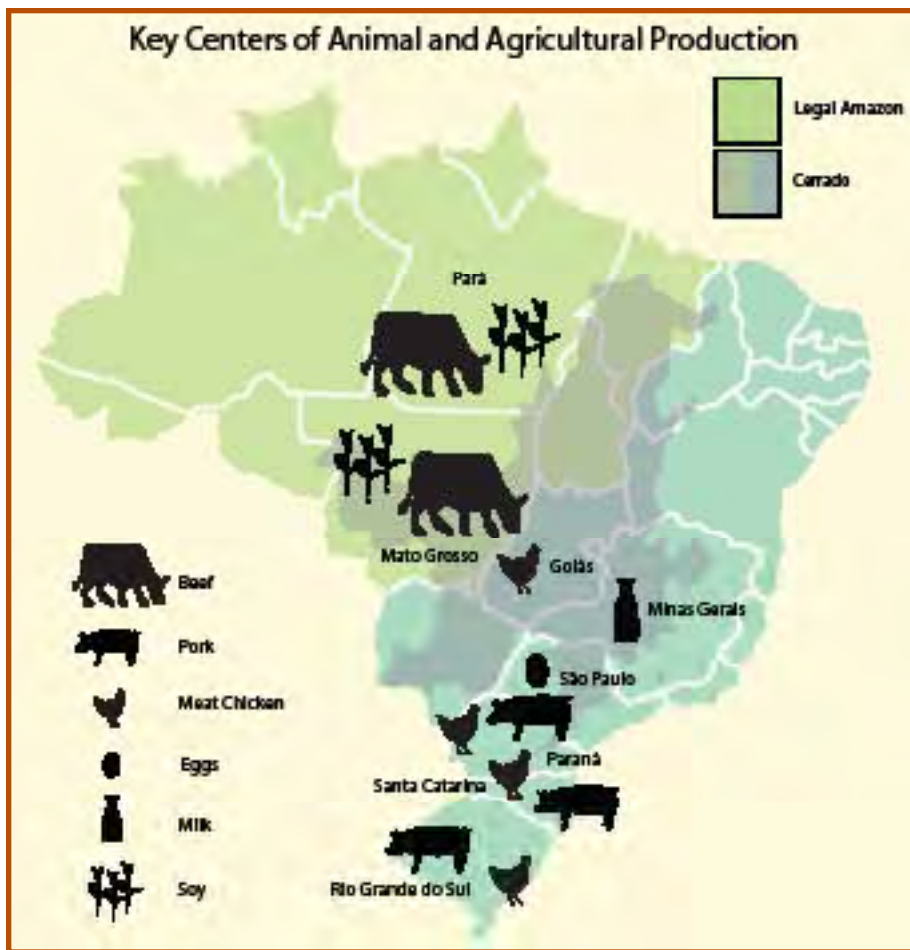 Key Centers of Animal and Agricultural Production
Legal Amazon
Cerrado
Pará
Mato Grosso
Goiás
Minas Gerais
São Paulo
Paraná
Santa Catarina
Rio Grande do Sul
Beef
Pork
Meat Chicken
Eggs
Milk
Soy